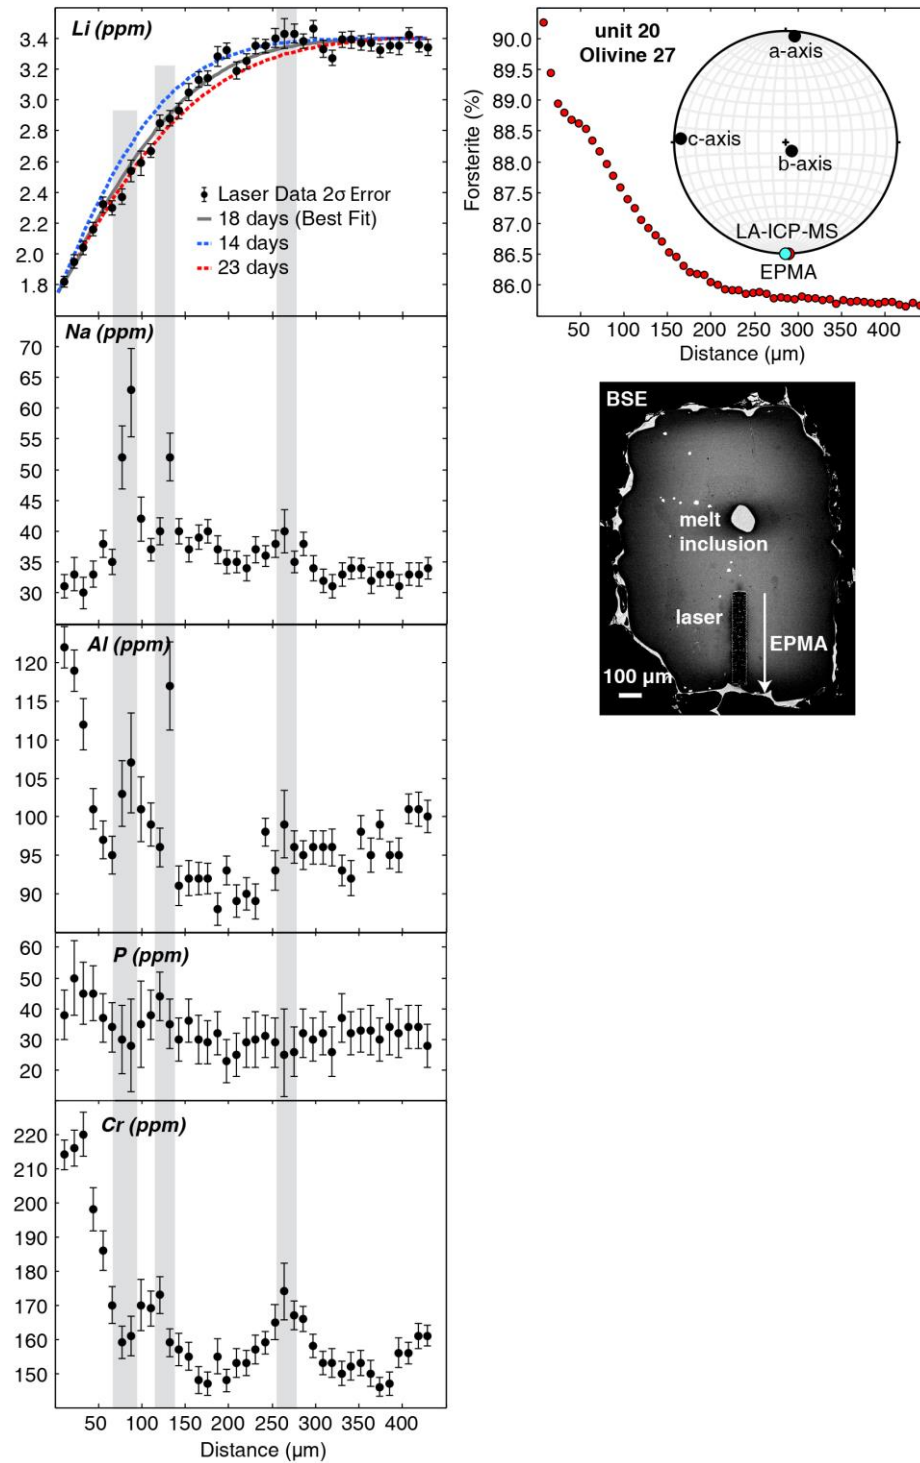 Li (ppm)
3.4
3.2
3.0
2.8
2.6
2.4
2.2
2.0
1.8
Laser Data 2σ Error
18 days (Best Fit)
14 days
23 days
Na (ppm)
70
65
60
55
50
45
40
35
30
Al (ppm)
120
115
110
105
100
95
90
P (ppm)
60
50
40
30
20
Cr (ppm)
220
210
200
190
180
170
160
150
50 100 150 200 250 300 350 400
Distance (µm)
unit 20
Olivine 27
90.0
89.5
89.0
88.5
88.0
87.5
87.0
86.5
86.0
Forsterite (%)
a-axis
c-axis
b-axis
LA-ICP-MS
EPMA
50 100 150 200 250 300 350 400
Distance (µm)
BSE
melt
inclusion
laser
EPMA
100 µm